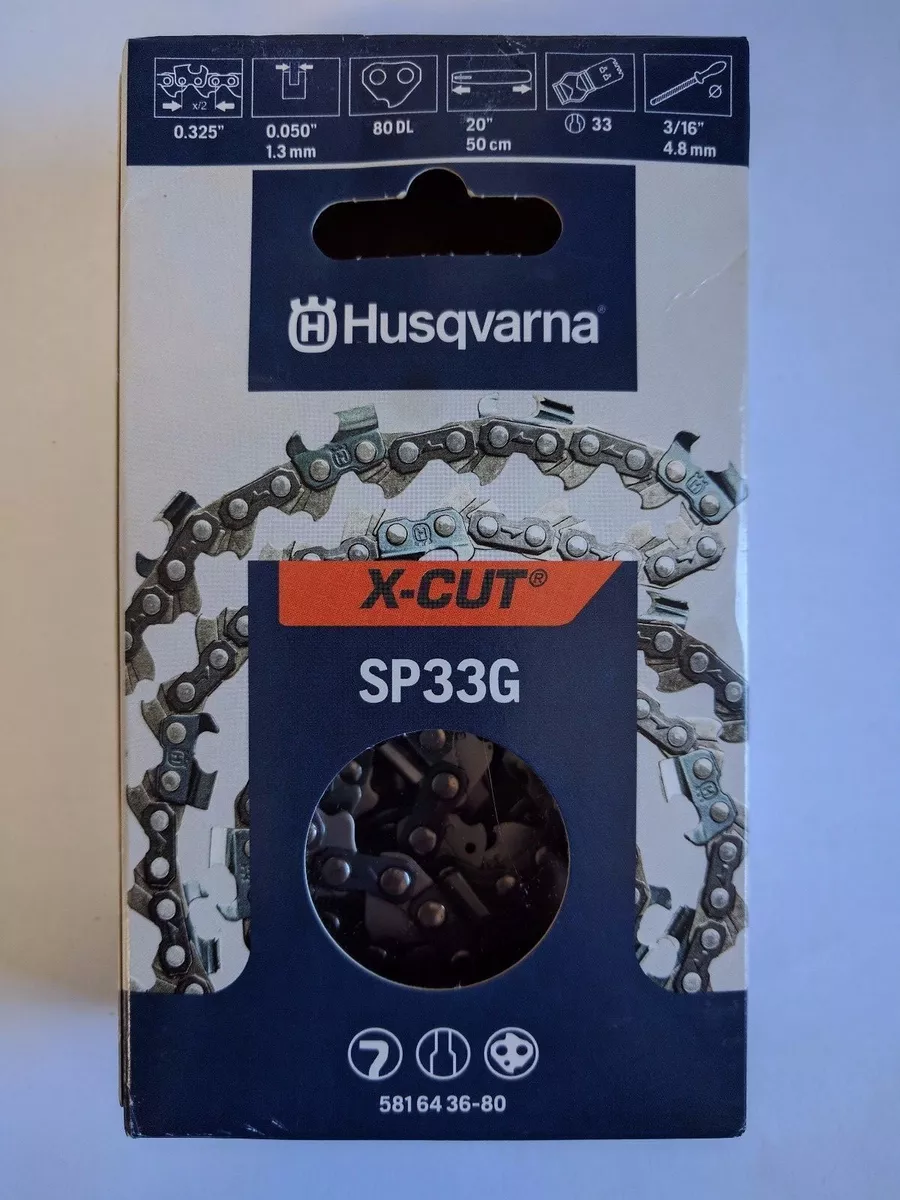 x/2
0.325"
0.050"
1.3 mm
80 DL
20"
50 cm
33
3/16"
4.8 mm
Husqvarna®
X-CUT®
SP33G
581 64 36-80